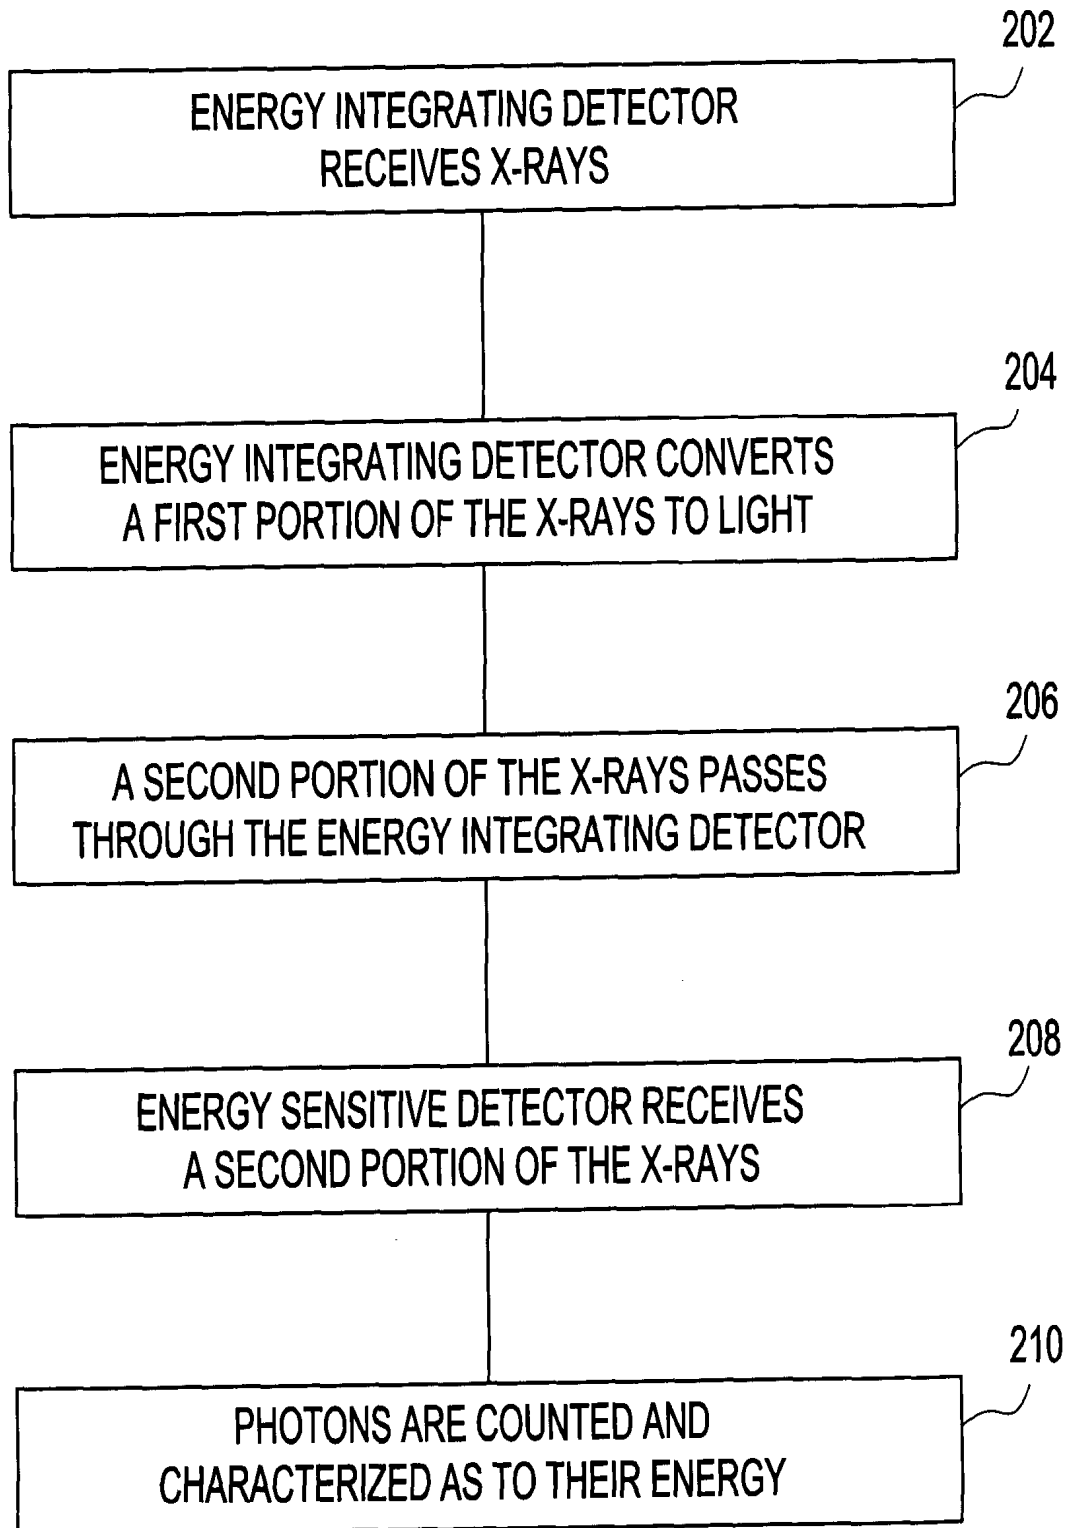 202
ENERGY INTEGRATING DETECTOR
RECEIVES X-RAYS
204
ENERGY INTEGRATING DETECTOR CONVERTS
A FIRST PORTION OF THE X-RAYS TO LIGHT
206
A SECOND PORTION OF THE X-RAYS PASSES
THROUGH THE ENERGY INTEGRATING DETECTOR
208
ENERGY SENSITIVE DETECTOR RECEIVES
A SECOND PORTION OF THE X-RAYS
210
PHOTONS ARE COUNTED AND
CHARACTERIZED AS TO THEIR ENERGY